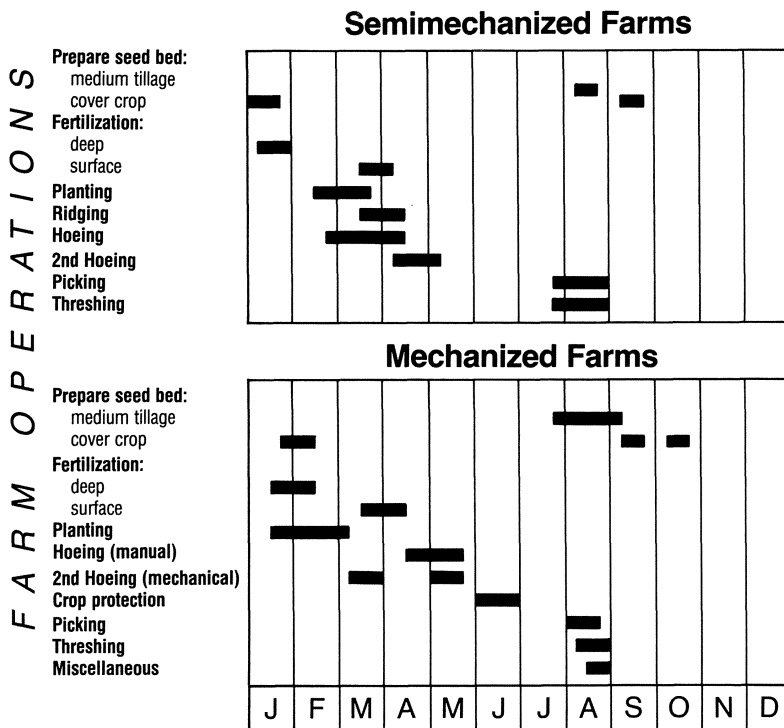 Semimechanized Farms
FARM OPERATIONS
Prepare seed bed:
medium tillage
cover crop
Fertilization:
deep
surface
Planting
Ridging
Hoeing
2nd Hoeing
Picking
Threshing
Mechanized Farms
Prepare seed bed:
medium tillage
cover crop
Fertilization:
deep
surface
Planting
Hoeing (manual)
2nd Hoeing (mechanical)
Crop protection
Picking
Threshing
Miscellaneous
J F M A M J J A S O N D